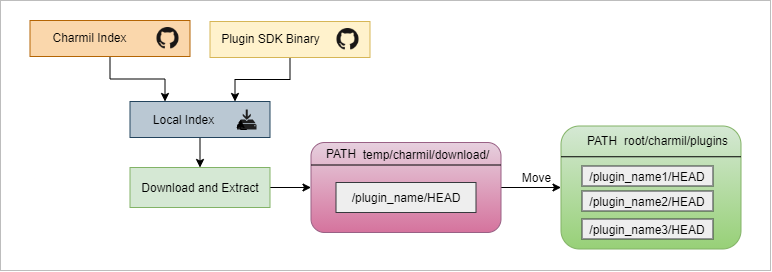 Charmil Index
Plugin SDK Binary
Local Index
Download and Extract
PATH temp/charmil/download/
/plugin_name/HEAD
Move
PATH root/charmil/plugins
/plugin_name1/HEAD
/plugin_name2/HEAD
/plugin_name3/HEAD